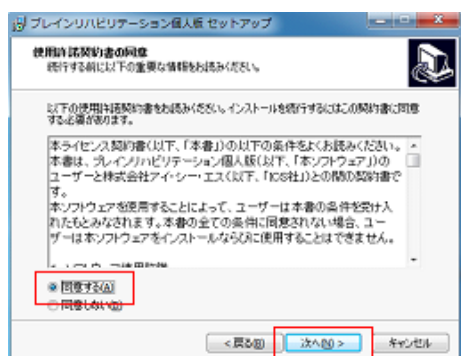 ブレインリハビリテーション個人版 セットアップ
使用許諾契約書の同意
続行する前に以下の重要な情報をお読みください。
以下の使用許諾契約書をお読みください。インストールを続行するにはこの契約書に同意
する必要があります。
本ライセンス契約書(以下、「本書」)の以下の条件をよくお読みください。
本書は、ブレインリハビリテーション個人版(以下、「本ソフトウェア」)の
ユーザーと株式会社アイ・シー・エス(以下、「ICS社」)との間の契約書で
す。
本ソフトウェアを使用することによって、ユーザーは本書の条件を受け入
れたもとみなされます。本書の全ての条件に同意されない場合、ユー
ザーは本ソフトウェアをインストールならびに使用することはできません。
同意する(A)
同意しない(D)
< 戻る(B)
次へ(N) >
キャンセル